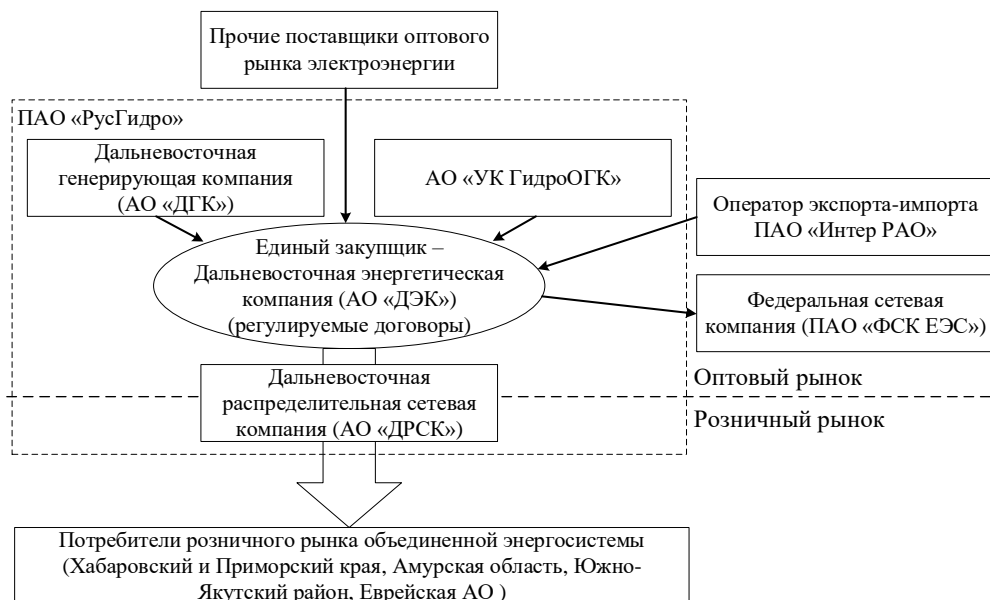 Прочие поставщики оптового
рынка электроэнергии
ПАО «РусГидро»
Дальневосточная
генерирующая компания
(АО «ДГК»)
АО «УК ГидроОГК»
Оператор экспорта-импорта
ПАО «Интер РАО»
Единый закупщик –
Дальневосточная энергетическая
компания (АО «ДЭК»)
(регулируемые договоры)
Федеральная сетевая
компания (ПАО «ФСК ЕЭС»)
Дальневосточная
распределительная сетевая
компания (АО «ДРСК»)
Оптовый рынок
Розничный рынок
Потребители розничного рынка объединенной энергосистемы
(Хабаровский и Приморский края, Амурская область, Южно-
Якутский район, Еврейская АО )